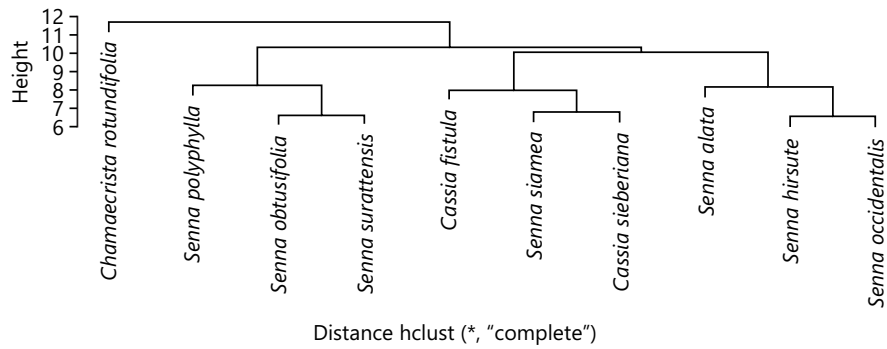 Height
12
11
10
9
8
7
6
Chamaecrista rotundifolia
Senna polyphylla
Senna obtusifolia
Senna surattensis
Cassia fistula
Senna siamea
Cassia sieberiana
Senna alata
Senna hirsute
Senna occidentalis
Distance hclust (*, “complete”)